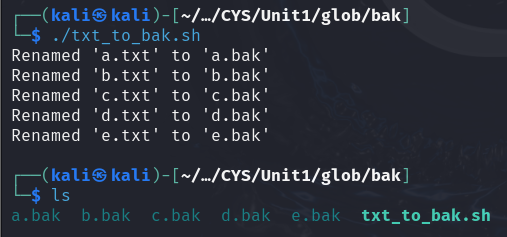 ┌──(kali㉿kali)-[~/…/CYS/Unit1/glob/bak]
└─$ ./txt_to_bak.sh
Renamed 'a.txt' to 'a.bak'
Renamed 'b.txt' to 'b.bak'
Renamed 'c.txt' to 'c.bak'
Renamed 'd.txt' to 'd.bak'
Renamed 'e.txt' to 'e.bak'
┌──(kali㉿kali)-[~/…/CYS/Unit1/glob/bak]
└─$ ls
a.bak  b.bak  c.bak  d.bak  e.bak  txt_to_bak.sh